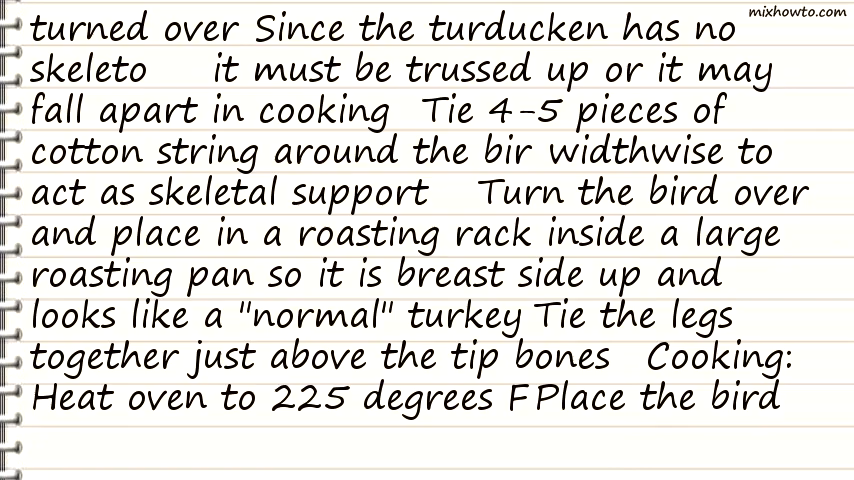 mixhowto.com
turned over Since the turducken has no
skeleto it must be trussed up or it may
fall apart in cooking Tie 4-5 pieces of
cotton string around the bir widthwise to
act as skeletal support Turn the bird over
and place in a roasting rack inside a large
roasting pan so it is breast side up and
looks like a "normal" turkey Tie the legs
together just above the tip bones Cooking:
Heat oven to 225 degrees FPlace the bird